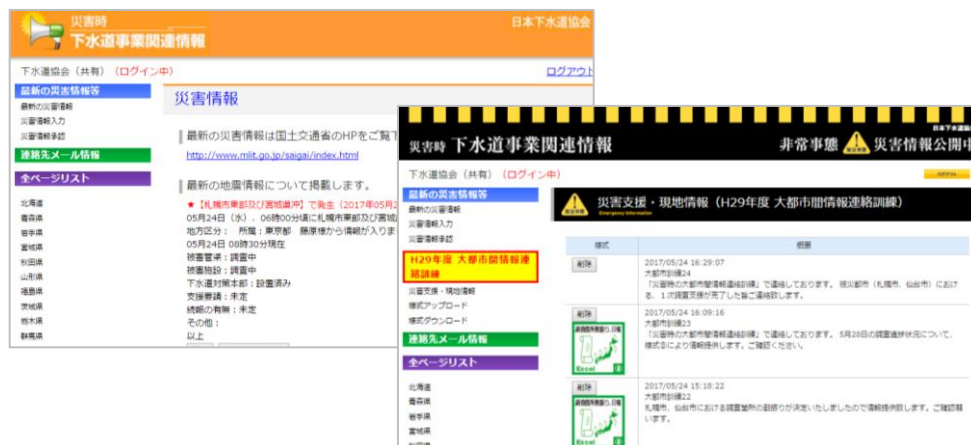 災害時
下水道事業関連情報
日本下水道協会
下水道協会（共有）（ログイン中）
ログアウト
最新の災害情報等
最新の災害情報
災害情報入力
災害情報承認
連絡先メール情報
全ページリスト
北海道
青森県
岩手県
宮城県
秋田県
山形県
福島県
茨城県
栃木県
群馬県
災害情報
最新の災害情報は国土交通省のHPをご覧下
http://www.mlit.go.jp/saigai/index.html
最新の地震情報について掲載します。
★【札幌市東部及び宮城県沖】で発生（2017年05月2
05月24日（水）、06時00分頃に札幌市東部及び宮城
地方区分： 所属：東京都 藤原様から情報が入りま
05月24日 08時30分現在
被害管渠：調査中
被害施設：調査中
下水道対策本部：設置済み
支援要請：未定
続報の有無：未定
その他：
以上
災害時 下水道事業関連情報
日本下水道協会
非常事態 災害情報公開中
下水道協会（共有）（ログイン中）
最新の災害情報等
最新の災害情報
災害情報入力
災害情報承認
H29年度 大都市間情報連
絡訓練
災害支援・現地情報
様式アップロード
様式ダウンロード
連絡先メール情報
全ページリスト
北海道
青森県
岩手県
宮城県
災害支援・現地情報（H29年度 大都市間情報連絡訓練）
Emergency Information
様式
概要
削除
2017/05/24 16:29:07
大都市訓練24
「災害時の大都市間情報連絡訓練」で連絡しております。 被災都市（札幌市、仙台市）におけ
る、１次調査支援が完了した旨ご連絡致します。
削除
2017/05/24 16:09:16
大都市訓練23
「災害時の大都市間情報連絡訓練」で連絡しております。 5月28日の調査進捗状況について、
Excel
削除
2017/05/24 15:18:22
大都市訓練22
札幌市、仙台市における調査箇所の割振りが決定いたしましたので情報提供致します。ご確認願
います。
Excel